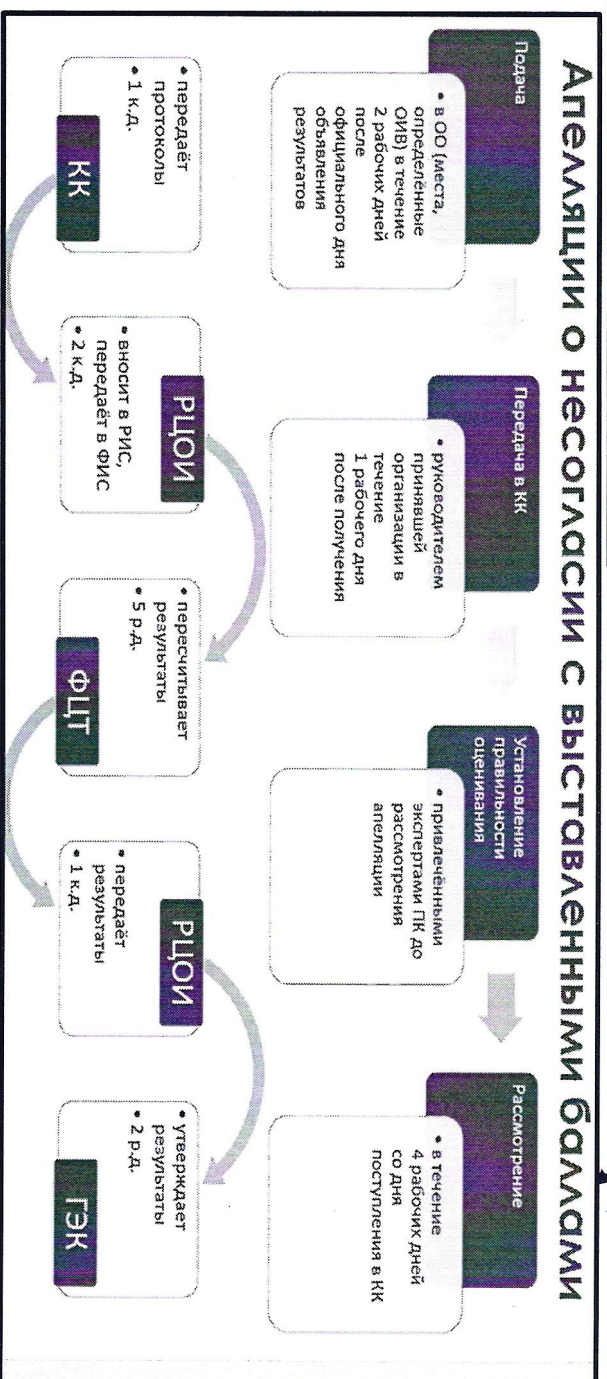 Апелляции о несогласии с выставленными баллами
Подача
• в ОО (места,
определённые
ОИВ) в течение
2 рабочих дней
после
официального дня
объявления
результатов
Передача в КК
• руководителем
принявшей
организации в
течение
1 рабочего дня
после получения
Установление
правильности
оценивания
• привлечёнными
экспертами ПК до
рассмотрения
апелляции
Рассмотрение
• в течение
4 рабочих дней
со дня
поступления в КК
• передаёт
протоколы
• 1 к.д.
КК
РЦОИ
• вносит в РИС,
передаёт в ФИС
• 2 к.д.
• пересчитывает
результаты
• 5 р.д.
ФЦТ
РЦОИ
• передаёт
результаты
• 1 к.д.
• утверждает
результаты
• 2 р.д.
ГЭК